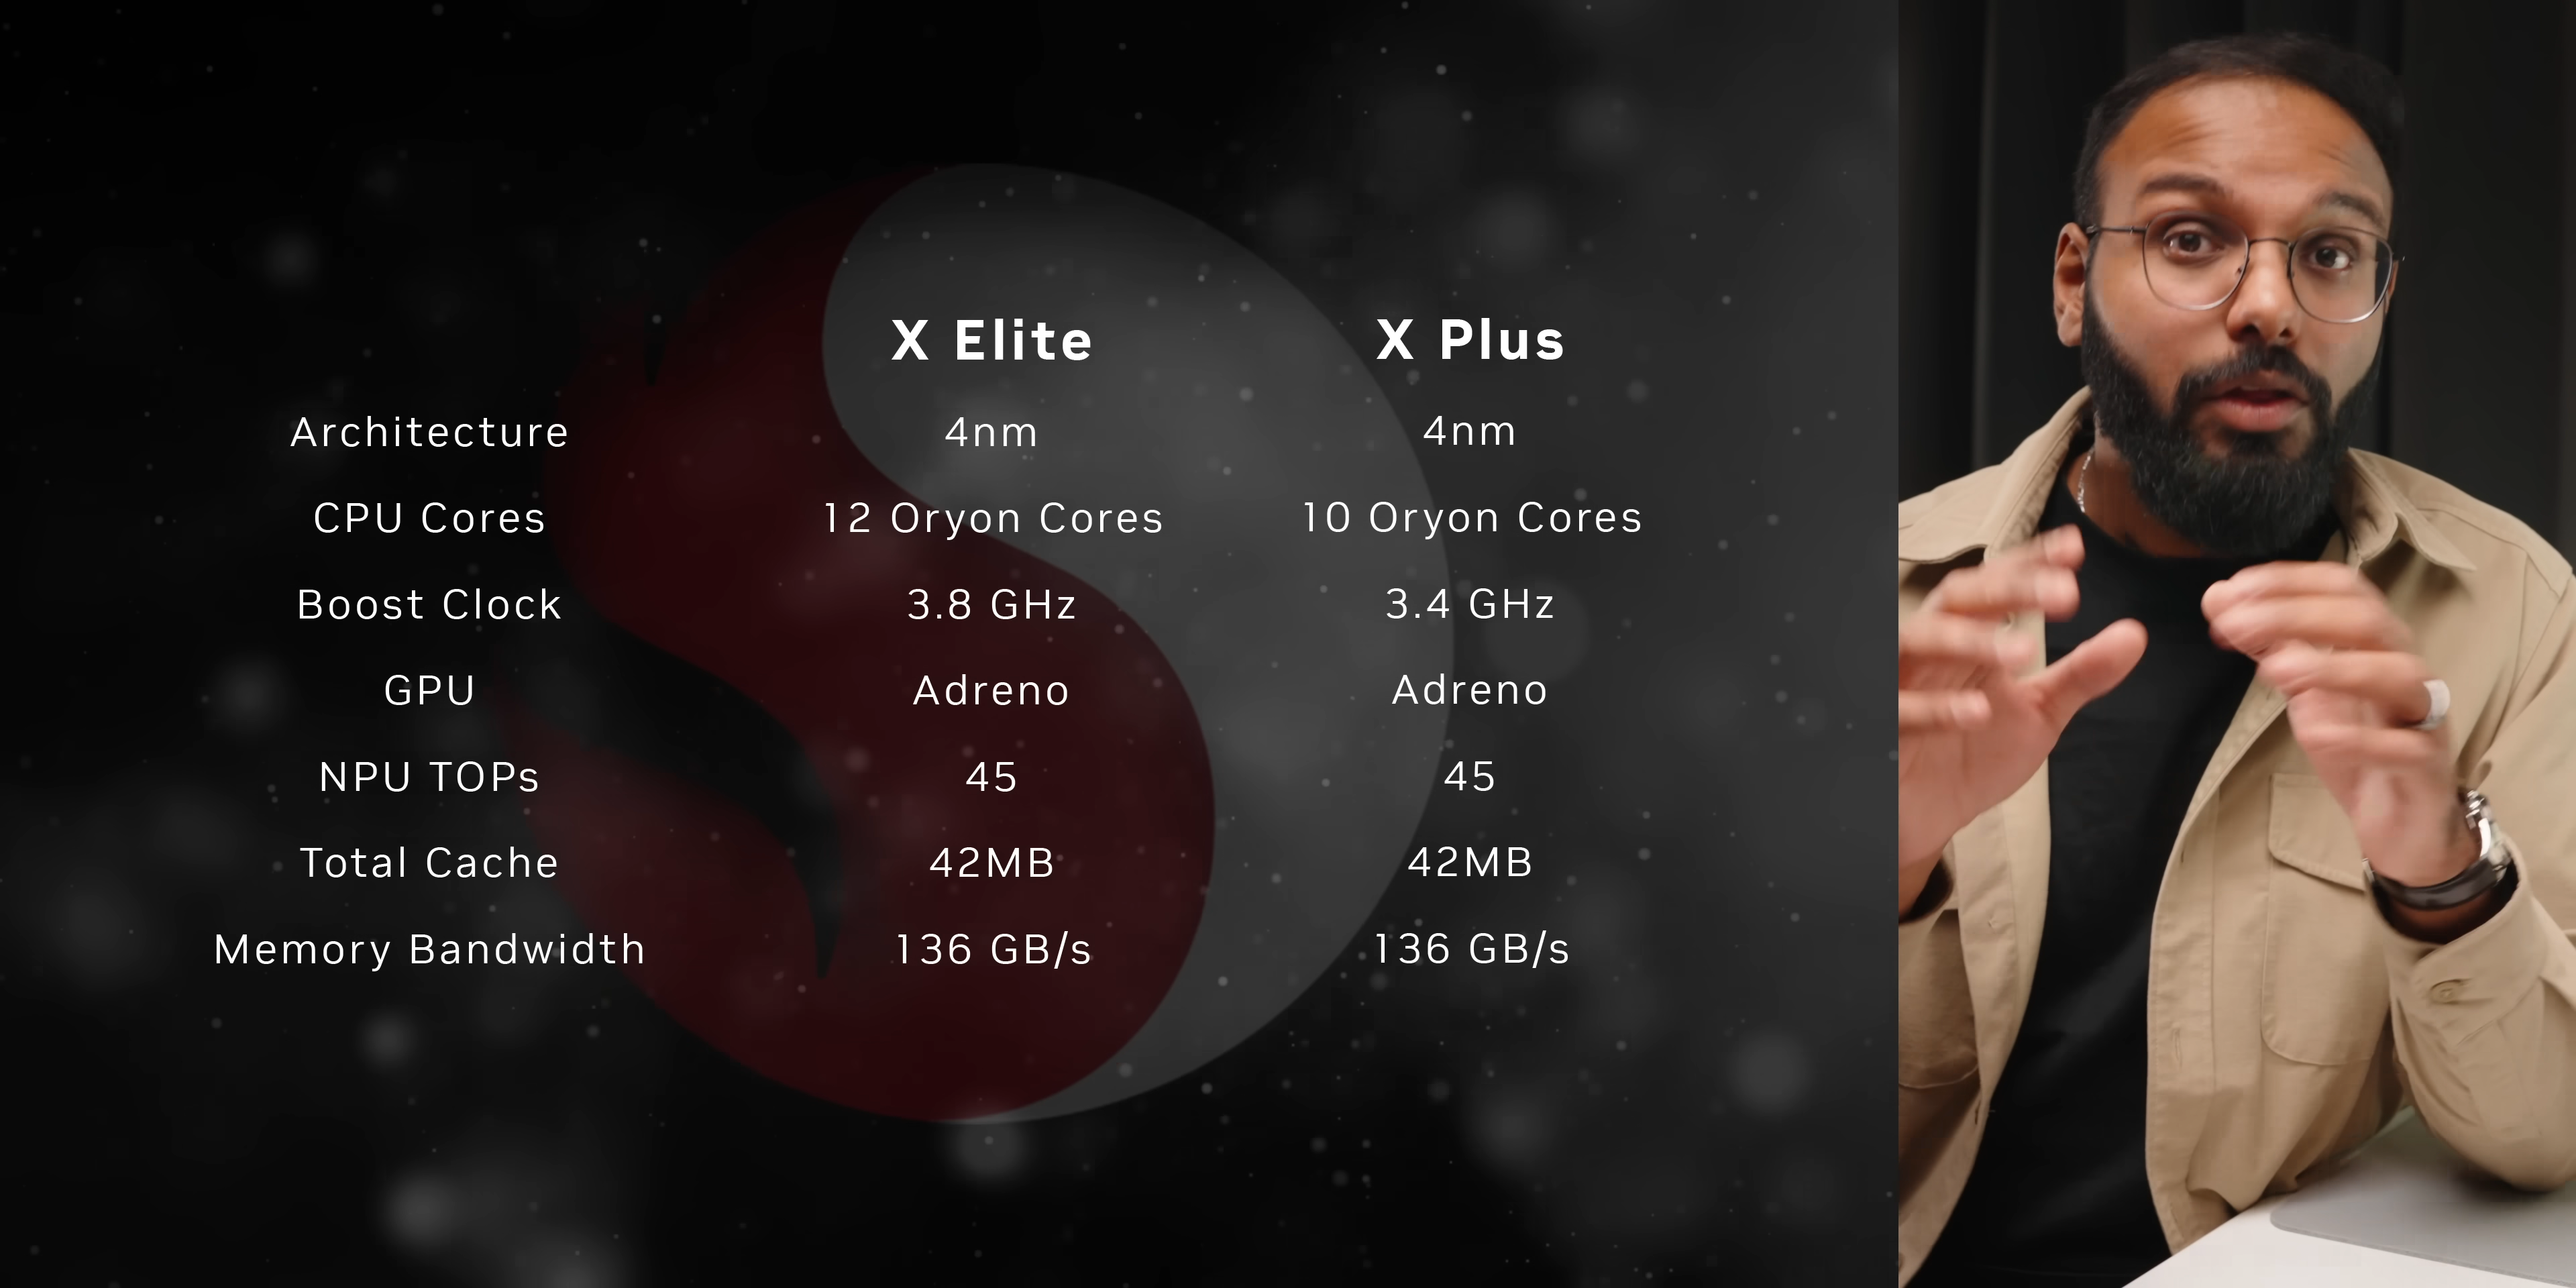 X Elite X Plus
Architecture 4nm 4nm
CPU Cores 12 Oryon Cores 10 Oryon Cores
Boost Clock 3.8 GHz 3.4 GHz
GPU Adreno Adreno
NPU TOPs 45 45
Total Cache 42MB 42MB
Memory Bandwidth 136 GB/s 136 GB/s